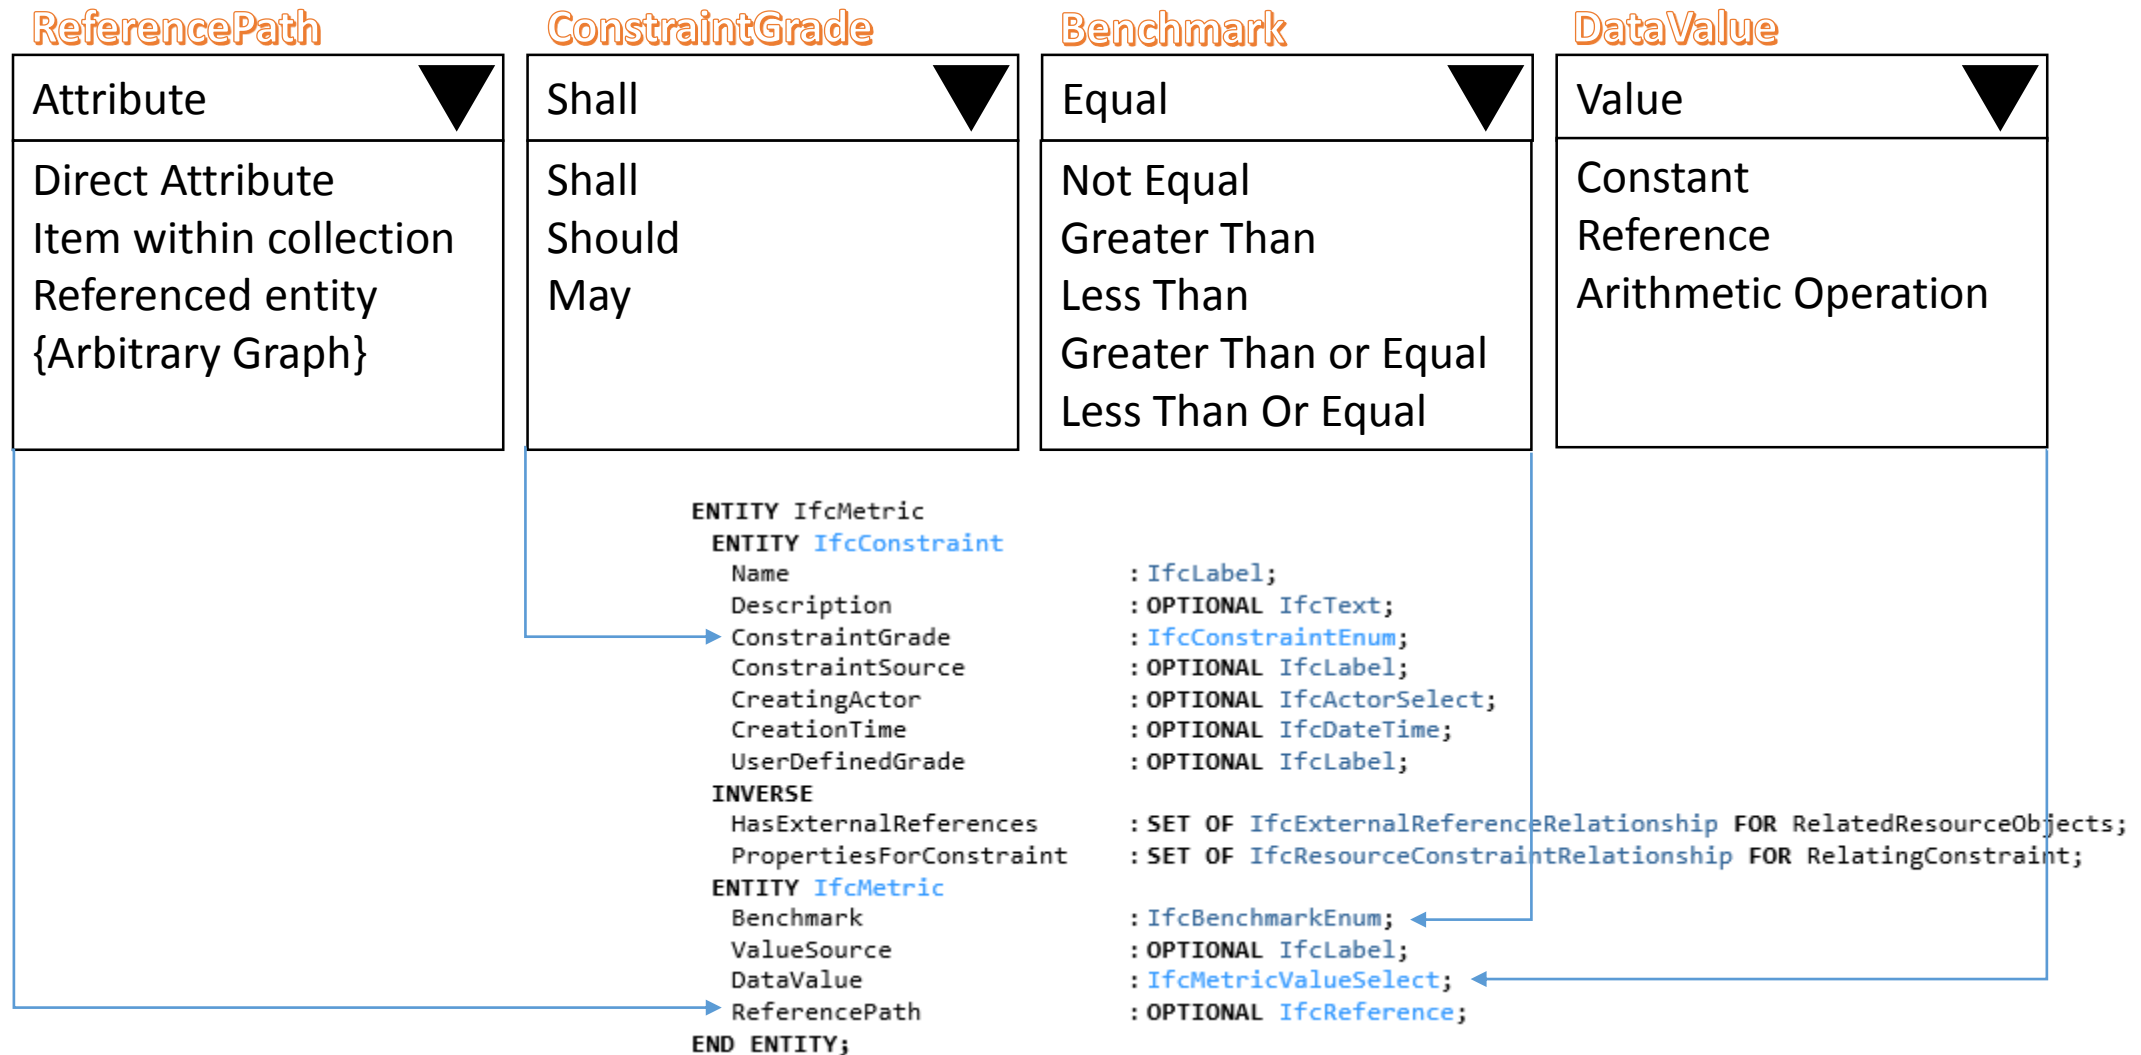 ReferencePath
Attribute
Direct Attribute
Item within collection
Referenced entity
{Arbitrary Graph}
ConstraintGrade
Shall
Shall
Should
May
Benchmark
Equal
Not Equal
Greater Than
Less Than
Greater Than or Equal
Less Than Or Equal
DataValue
Value
Constant
Reference
Arithmetic Operation
ENTITY IfcMetric
ENTITY IfcConstraint
Name : IfcLabel;
Description : OPTIONAL IfcText;
ConstraintGrade : IfcConstraintEnum;
ConstraintSource : OPTIONAL IfcLabel;
CreatingActor : OPTIONAL IfcActorSelect;
CreationTime : OPTIONAL IfcDateTime;
UserDefinedGrade : OPTIONAL IfcLabel;
INVERSE
HasExternalReferences : SET OF IfcExternalReferenceRelationship FOR RelatedResourceObjects;
PropertiesForConstraint : SET OF IfcResourceConstraintRelationship FOR RelatingConstraint;
ENTITY IfcMetric
Benchmark : IfcBenchmarkEnum;
ValueSource : OPTIONAL IfcLabel;
DataValue : IfcMetricValueSelect;
ReferencePath : OPTIONAL IfcReference;
END ENTITY;